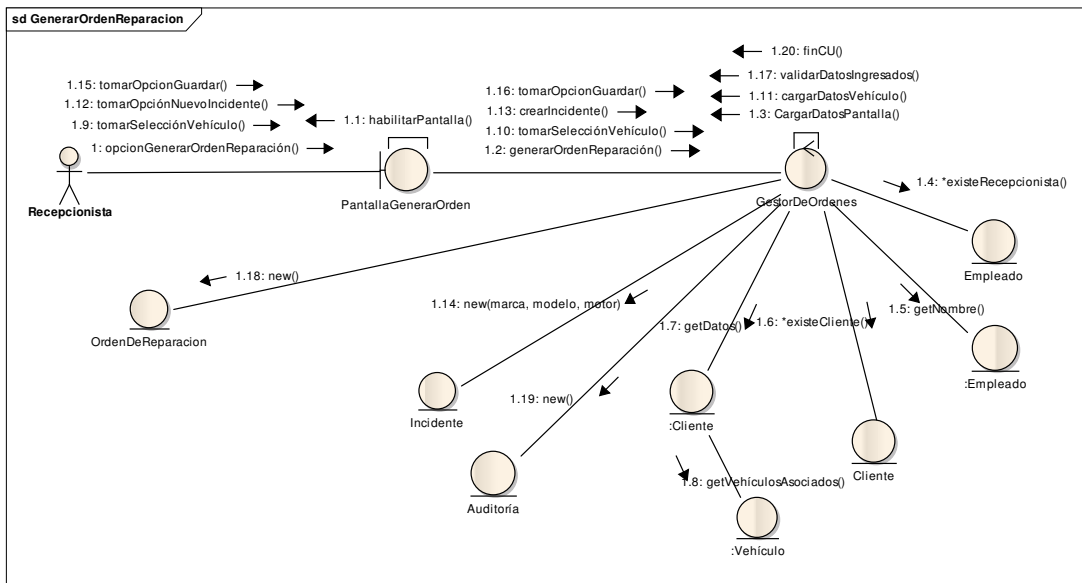 sd GenerarOrdenReparacion
1.20: finCU()
1.15: tomarOpcionGuardar()
1.16: tomarOpcionGuardar()
1.17: validarDatosIngresados()
1.12: tomarOpciónNuevoIncidente()
1.13: crearIncidente()
1.11: cargarDatosVehículo()
1.9: tomarSelecciónVehículo()
1.1: habilitarPantalla()
1.10: tomarSelecciónVehículo()
1.3: CargarDatosPantalla()
1: opcionGenerarOrdenReparación()
1.2: generarOrdenReparación()
1.4: *existeRecepcionista()
Recepcionista
PantallaGenerarOrden
GestorDeOrdenes
Empleado
1.18: new()
1.14: new(marca, modelo, motor)
1.7: getDatos()
1.6: *existeCliente()
1.5: getNombre()
OrdenDeReparacion
:Empleado
1.19: new()
Incidente
:Cliente
Cliente
1.8: getVehículosAsociados()
Auditoría
:Vehículo